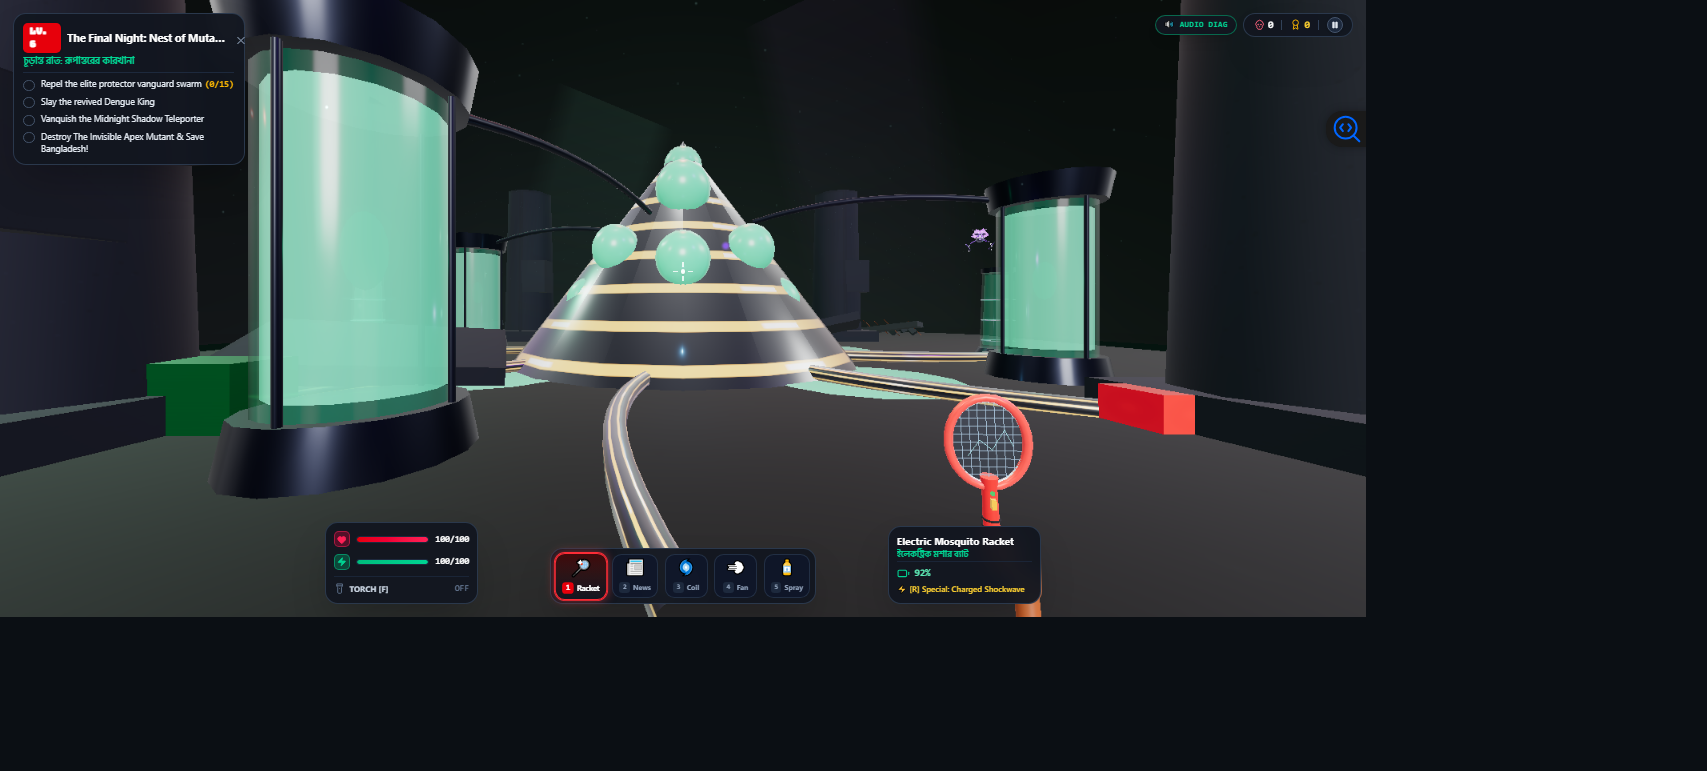 LV. 6
The Final Night: Nest of Muta...
চূড়ান্ত রাত: রূপান্তরের কারখানা
Repel the elite protector vanguard swarm (0/15)
Slay the revived Dengue King
Vanquish the Midnight Shadow Teleporter
Destroy The Invisible Apex Mutant & Save
Bangladesh!
AUDIO DIAG
0
0
100/100
100/100
TORCH [F]
OFF
1 Racket
2 News
3 Coil
4 Fan
5 Spray
Electric Mosquito Racket
ইলেকট্রিক মশার ব্যাট
92%
[R] Special: Charged Shockwave